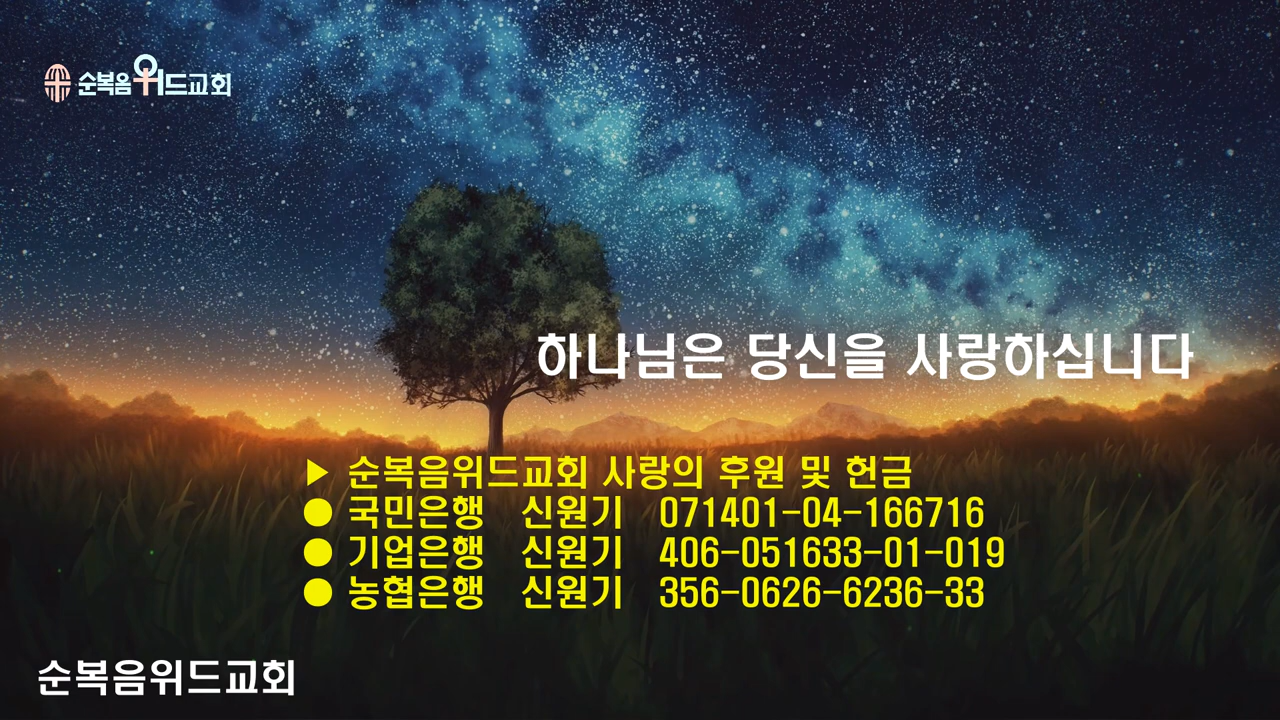 순복음위드교회
하나님은 당신을 사랑하십니다
▶ 순복음위드교회 사랑의 후원 및 헌금
● 국민은행 신원기 071401-04-166716
● 기업은행 신원기 406-051633-01-019
● 농협은행 신원기 356-0626-6236-33
순복음위드교회